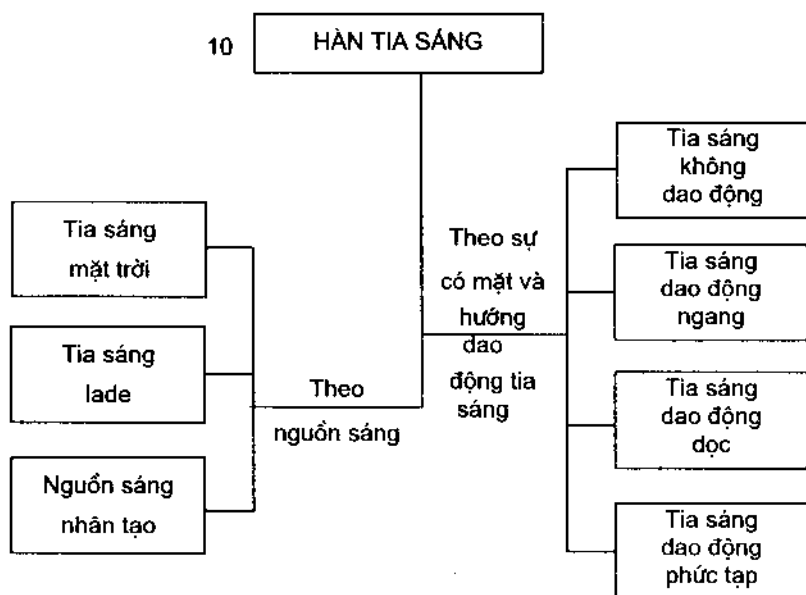 10
HÀN TIA SÁNG
Tia sáng
mặt trời
Tia sáng
lade
Nguồn sáng
nhân tạo
Theo
nguồn sáng
Theo sự
có mặt và
hướng
dao
động tia
sáng
Tia sáng
không
dao động
Tia sáng
dao động
ngang
Tia sáng
dao động
dọc
Tia sáng
dao động
phức tạp